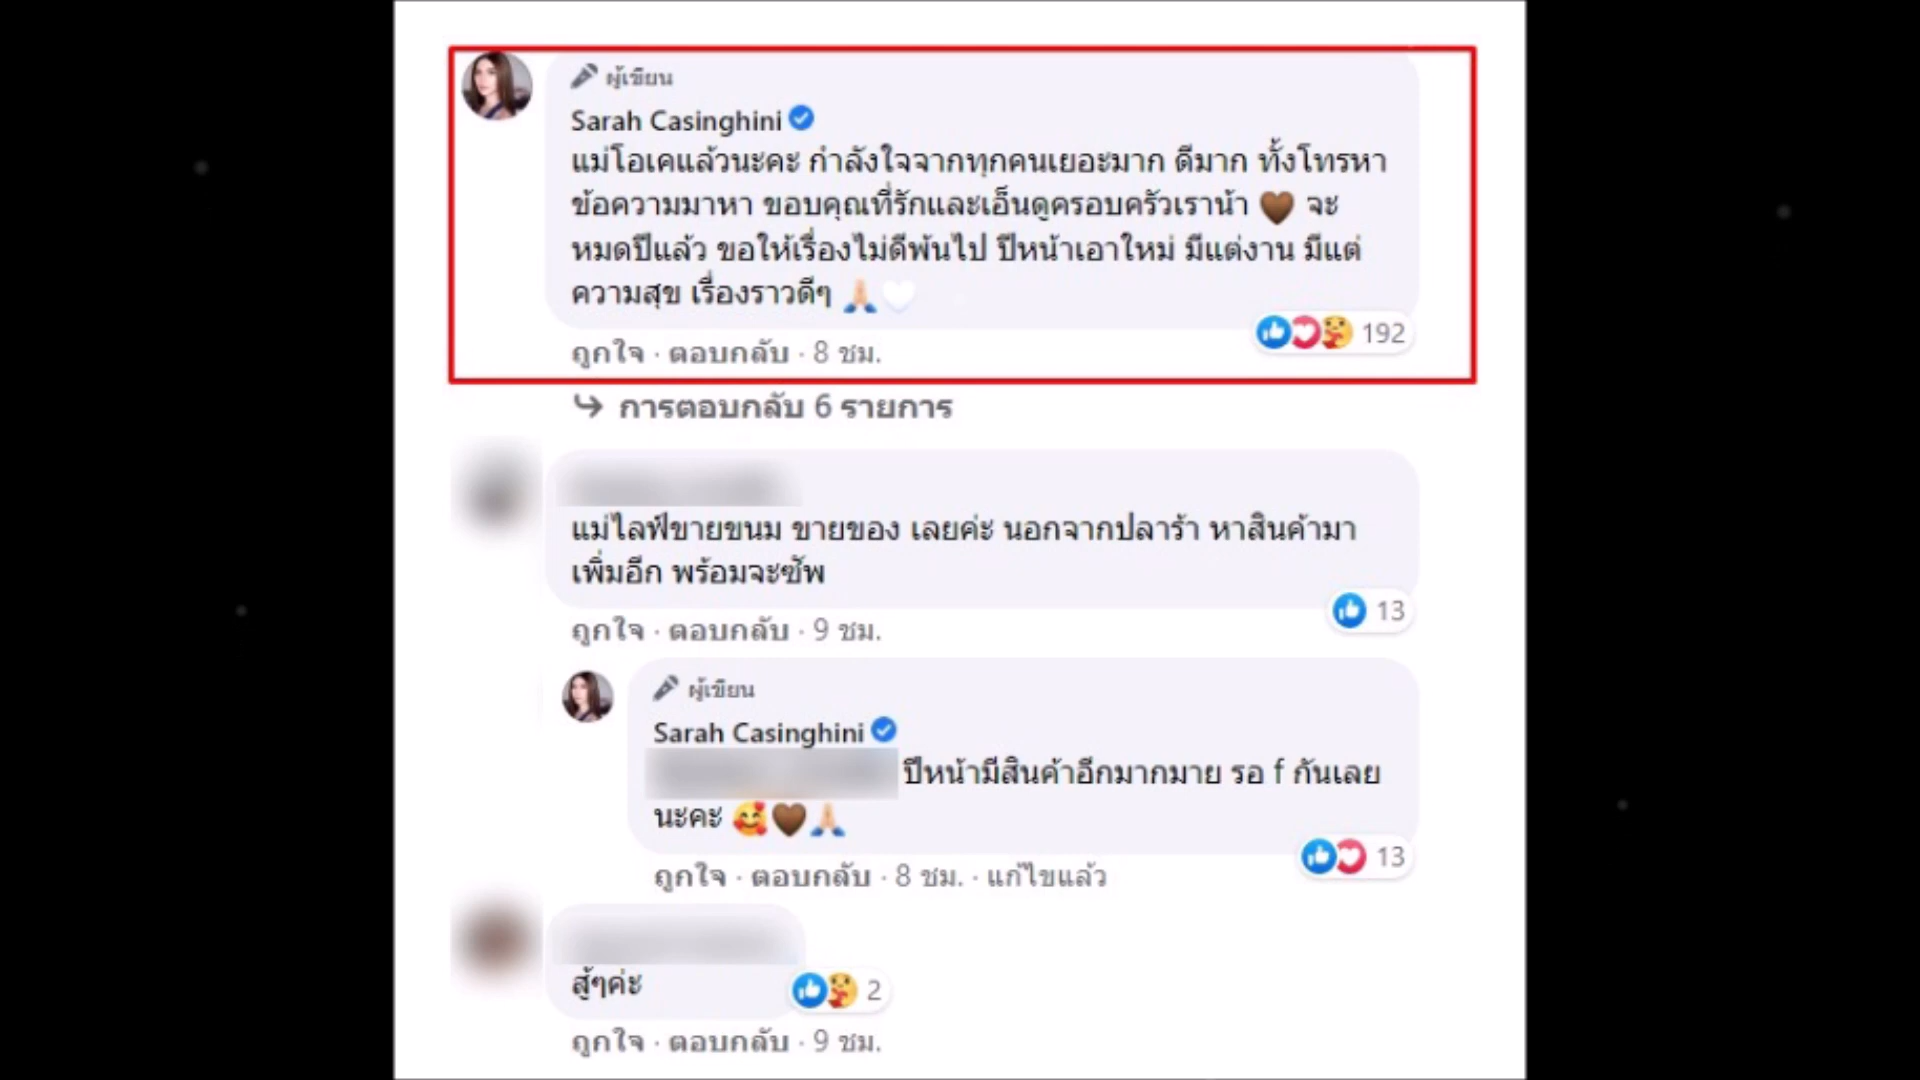 ผู้เขียน
Sarah Casinghini
แม่โอเคแล้วนะคะ กำลังใจจากทุกคนเยอะมาก ดีมาก ทั้งโทรหา
ข้อความมาหา ขอบคุณที่รักและเอ็นดูครอบครัวเราน้า 🤎 จะ
หมดปีแล้ว ขอให้เรื่องไม่ดีพ้นไป ปีหน้าเอาใหม่ มีแต่งาน มีแต่
ความสุข เรื่องราวดีๆ 🙏🏻🤍
192
ถูกใจ · ตอบกลับ · 8 ชม.
การตอบกลับ 6 รายการ
แม่ไลฟ์ขายขนม ขายของ เลยค่ะ นอกจากปลาร้า หาสินค้ามา
เพิ่มอีก พร้อมจะซัพ
13
ถูกใจ · ตอบกลับ · 9 ชม.
ผู้เขียน
Sarah Casinghini
ปีหน้ามีสินค้าอีกมากมาย รอ f กันเลย
นะคะ 🥰🤎🙏🏻
13
ถูกใจ · ตอบกลับ · 8 ชม. · แก้ไขแล้ว
สู้ๆค่ะ
2
ถูกใจ · ตอบกลับ · 9 ชม.